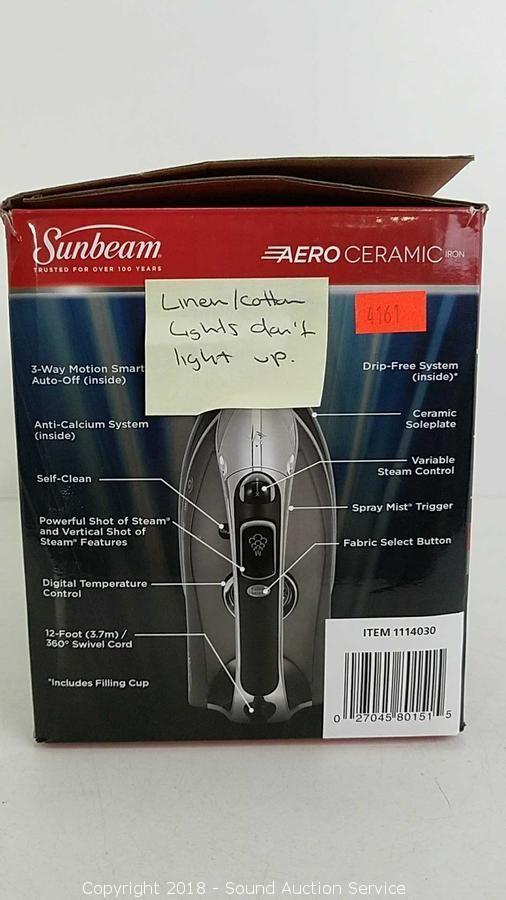 Sunbeam
TRUSTED FOR OVER 100 YEARS
AERO CERAMIC IRON
Linen/cotton
Lights don't
light up.
4161
3-Way Motion Smart
Auto-Off (inside)
Drip-Free System
(inside)*
Anti-Calcium System
(inside)
Ceramic
Soleplate
Self-Clean
Variable
Steam Control
Spray Mist® Trigger
Powerful Shot of Steam®
and Vertical Shot of
Steam® Features
Fabric Select Button
Digital Temperature
Control
12-Foot (3.7m) /
360° Swivel Cord
*Includes Filling Cup
ITEM 1114030
0 27045 80151 5
Copyright 2018 - Sound Auction Service